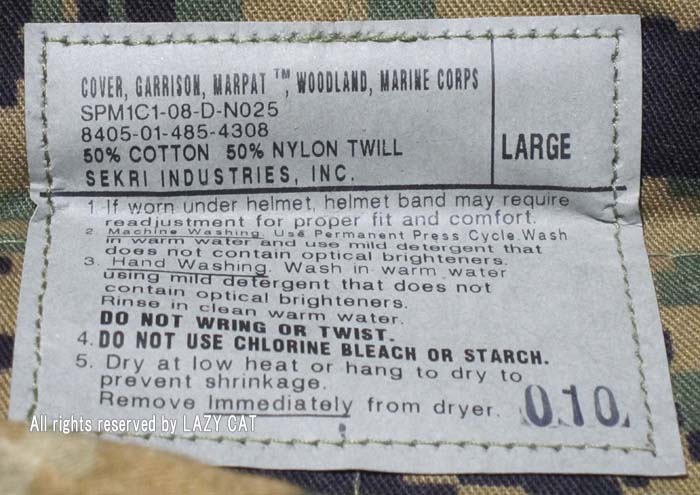 COVER, GARRISON, MARPAT ™, WOODLAND, MARINE CORPS
SPM1C1-08-D-N025
8405-01-485-4308
50% COTTON 50% NYLON TWILL
SEKRI INDUSTRIES, INC.
LARGE
1 If worn under helmet, helmet band may require
readjustment for proper fit and comfort.
2. Machine Washing. Use Permanent Press Cycle. Wash
in warm water and use mild detergent that
does not contain optical brighteners.
3. Hand Washing. Wash in warm water
using mild detergent that does not
contain optical brighteners.
Rinse in clean warm water.
DO NOT WRING OR TWIST.
4. DO NOT USE CHLORINE BLEACH OR STARCH.
5. Dry at low heat or hang to dry to
prevent shrinkage.
Remove Immediately from dryer.
010
All rights reserved by LAZY CAT